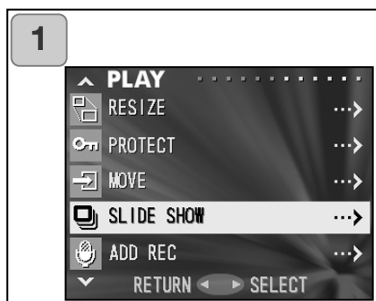 1
PLAY
RESIZE
PROTECT
MOVE
SLIDE SHOW
ADD REC
RETURN SELECT